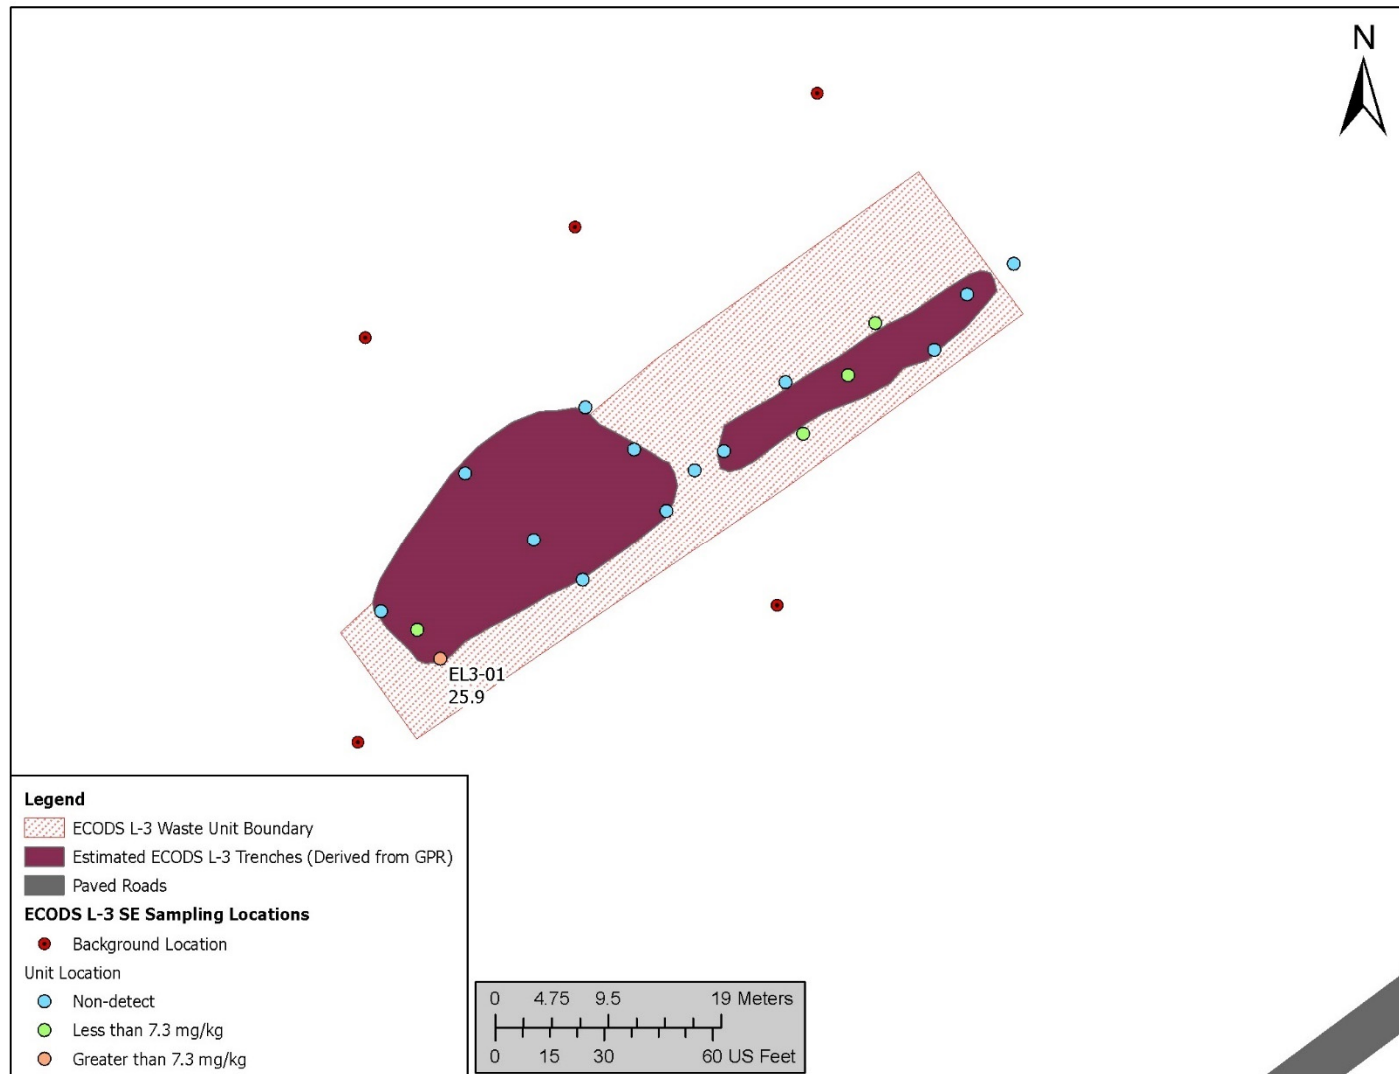 N
EL3-01
25.9
Legend
ECODS L-3 Waste Unit Boundary
Estimated ECODS L-3 Trenches (Derived from GPR)
Paved Roads
ECODS L-3 SE Sampling Locations
Background Location
Unit Location
Non-detect
Less than 7.3 mg/kg
Greater than 7.3 mg/kg
0 4.75 9.5 19 Meters
0 15 30 60 US Feet